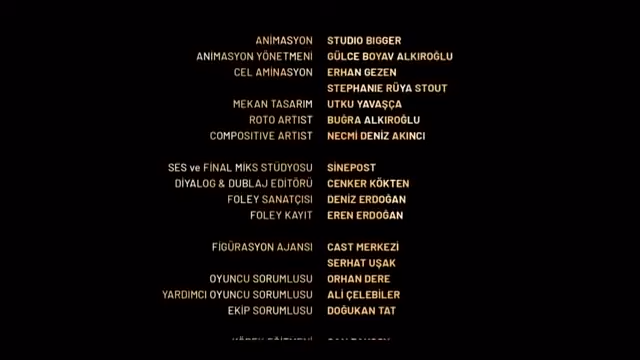 ANİMASYON STUDIO BIGGER
ANİMASYON YÖNETMENİ GÜLCE BOYAV ALKIROĞLU
CEL AMİNASYON ERHAN GEZEN
STEPHANIE RÜYA STOUT
MEKAN TASARIM UTKU YAVAŞÇA
ROTO ARTIST BUĞRA ALKIROĞLU
COMPOSITIVE ARTIST NECMİ DENİZ AKINCI
SES ve FİNAL MİKS STÜDYOSU SİNEPOST
DİYALOG & DUBLAJ EDİTÖRÜ CENKER KÖKTEN
FOLEY SANATÇISI DENİZ ERDOĞAN
FOLEY KAYIT EREN ERDOĞAN
FİGÜRASYON AJANSI CAST MERKEZİ
SERHAT UŞAK
OYUNCU SORUMLUSU ORHAN DERE
YARDIMCI OYUNCU SORUMLUSU ALİ ÇELEBİLER
EKİP SORUMLUSU DOĞUKAN TAT